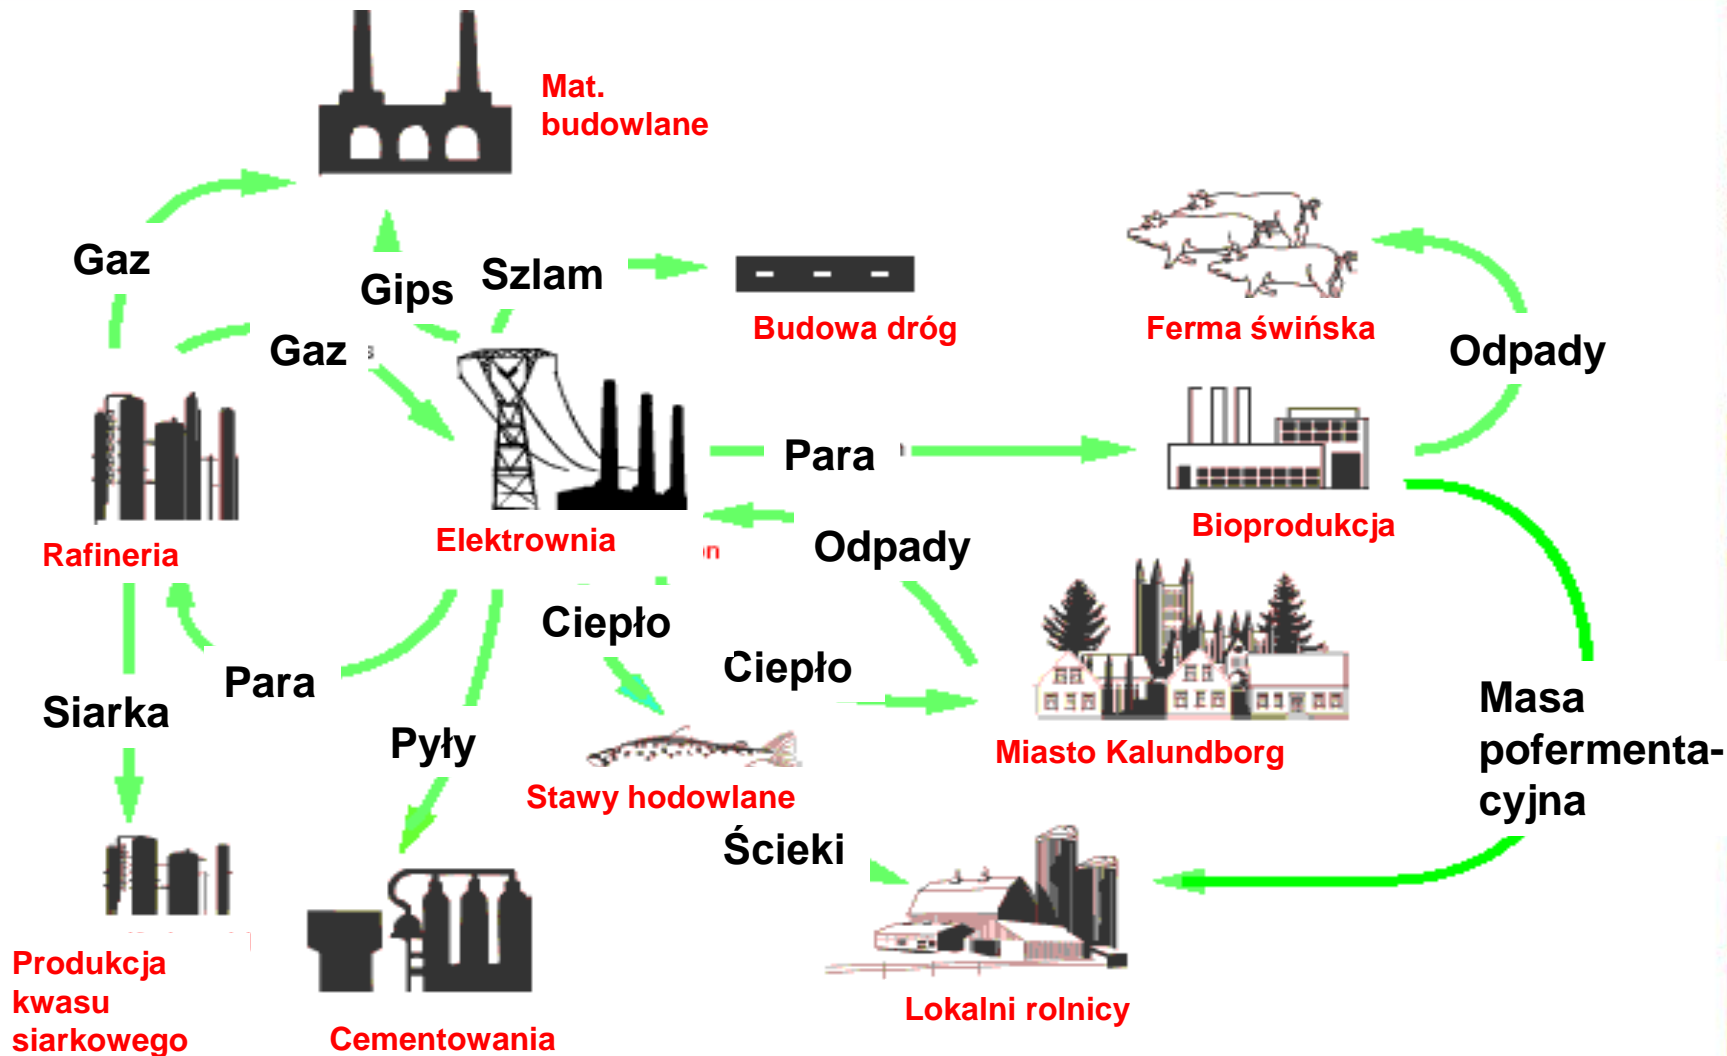 Mat.
budowlane
Gaz
Gips
Szlam
Budowa dróg
Ferma świńska
Gaz
Odpady
Para
Rafineria
Elektrownia
Odpady
Bioprodukcja
Ciepło
Ciepło
Para
Siarka
Pyły
Miasto Kalundborg
Masa
pofermenta-
cyjna
Stawy hodowlane
Ścieki
Produkcja
kwasu
siarkowego
Cementowania
Lokalni rolnicy